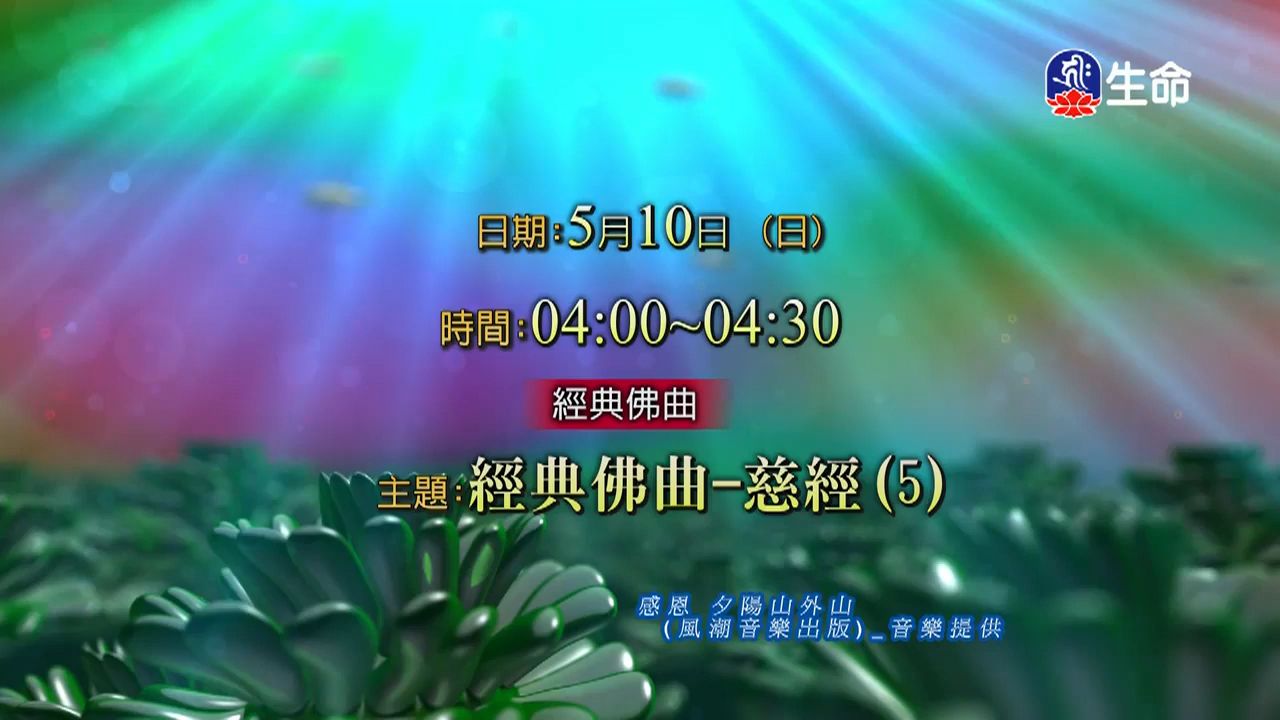 生命
日期:5月10日 (日)
時間:04:00~04:30
經典佛曲
主題:經典佛曲-慈經(5)
感恩 夕陽山外山
(風潮音樂出版)_音樂提供